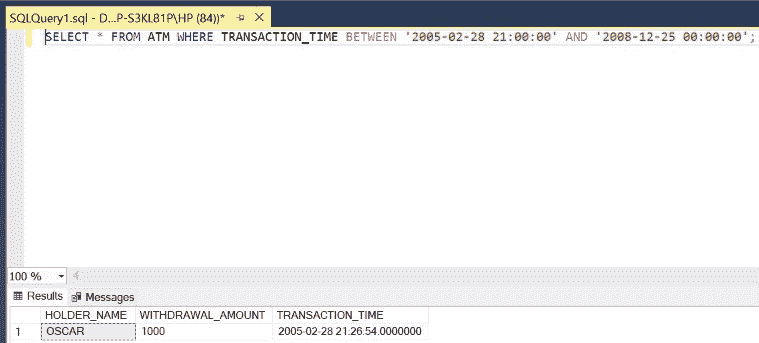 SQLQuery1.sql - D...P-S3KL81P\HP (84))*
SELECT * FROM ATM WHERE TRANSACTION_TIME BETWEEN '2005-02-28 21:00:00' AND '2008-12-25 00:00:00';
100 %
Results Messages
HOLDER_NAME WITHDRAWAL_AMOUNT TRANSACTION_TIME
1 OSCAR 1000 2005-02-28 21:26:54.0000000